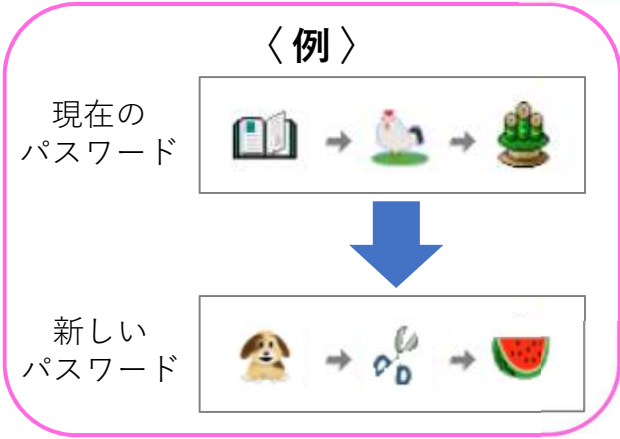 〈 例 〉
現在の
パスワード
新しい
パスワード